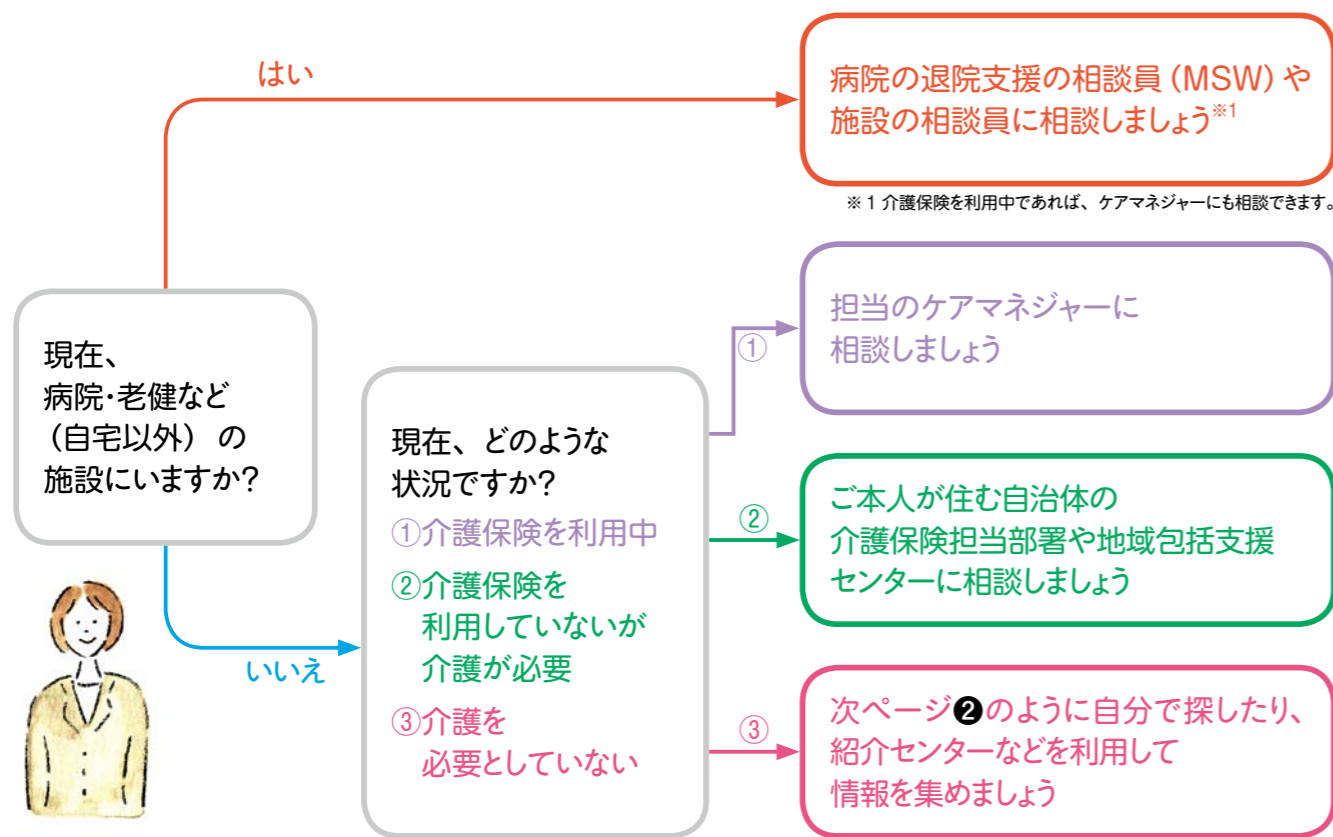 はい
病院の退院支援の相談員（MSW）や
施設の相談員に相談しましょう※1
※1 介護保険を利用中であれば、ケアマネジャーにも相談できます。
現在、
病院・老健など
（自宅以外）の
施設にいますか?
いいえ
現在、どのような
状況ですか?
①介護保険を利用中
②介護保険を
利用していないが
介護が必要
③介護を
必要としていない
①
担当のケアマネジャーに
相談しましょう
②
ご本人が住む自治体の
介護保険担当部署や地域包括支援
センターに相談しましょう
③
次ページ❷のように自分で探したり、
紹介センターなどを利用して
情報を集めましょう